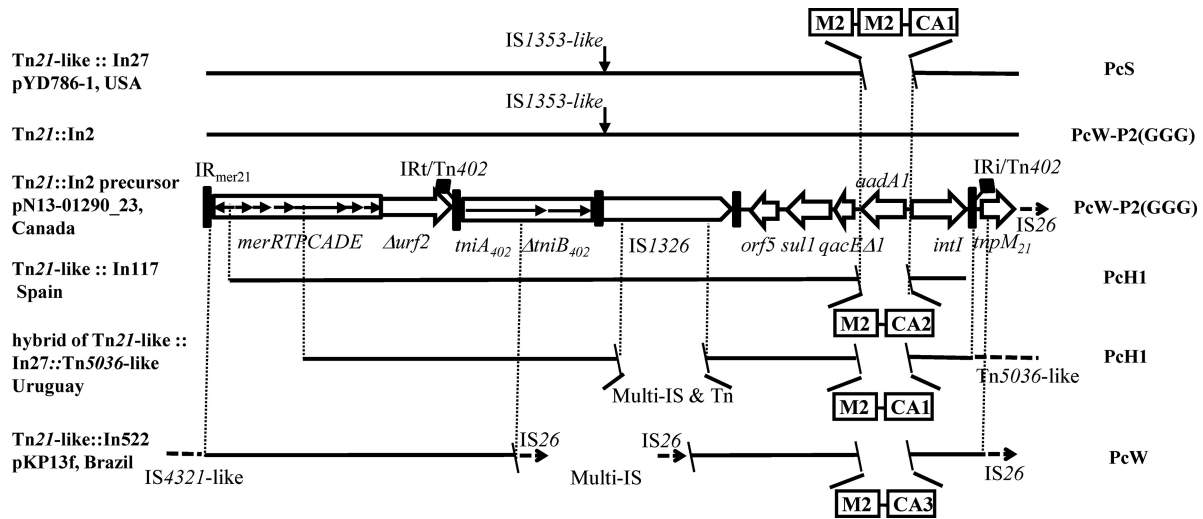 M2 M2 CA1
IS1353-like
Tn21-like :: In27
pYD786-1, USA
PcS
IS1353-like
Tn21::In2
PcW-P2(GGG)
IRmer21
IRt/Tn402
aadA1
IRi/Tn402
Tn21::In2 precursor
pN13-01290_23,
Canada
PcW-P2(GGG)
IS26
merRTPCADE Δurf2 tniA402 ΔtniB402 IS1326 orf5 sul1 qacEΔ1 intI tnpM21
Tn21-like :: In117
Spain
PcH1
M2 CA2
hybrid of Tn21-like ::
In27::Tn5036-like
Uruguay
PcH1
Tn5036-like
Multi-IS & Tn
M2 CA1
Tn21-like::In522
pKP13f, Brazil
IS26
IS26
PcW
IS4321-like
Multi-IS
IS26
M2 CA3